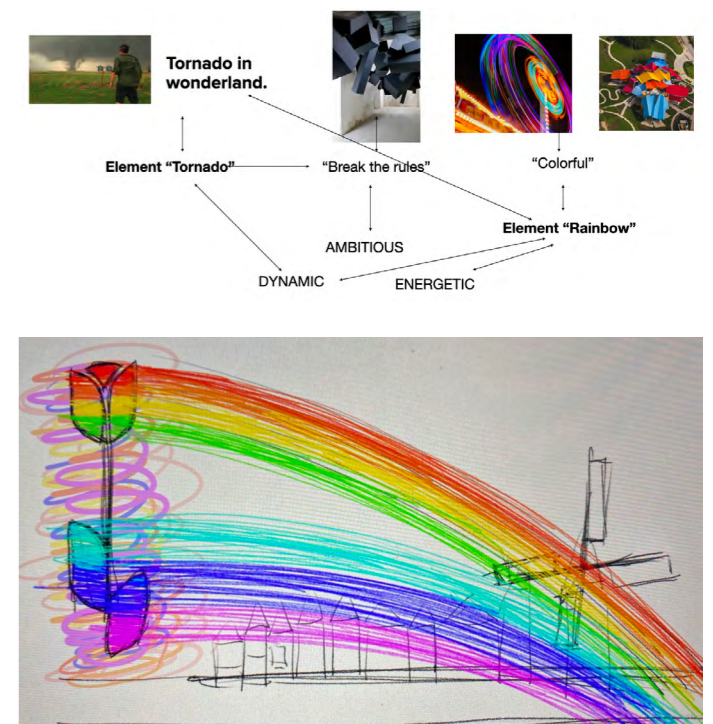 Tornado in
wonderland.
Element “Tornado”
“Break the rules”
“Colorful”
Element “Rainbow”
AMBITIOUS
DYNAMIC
ENERGETIC